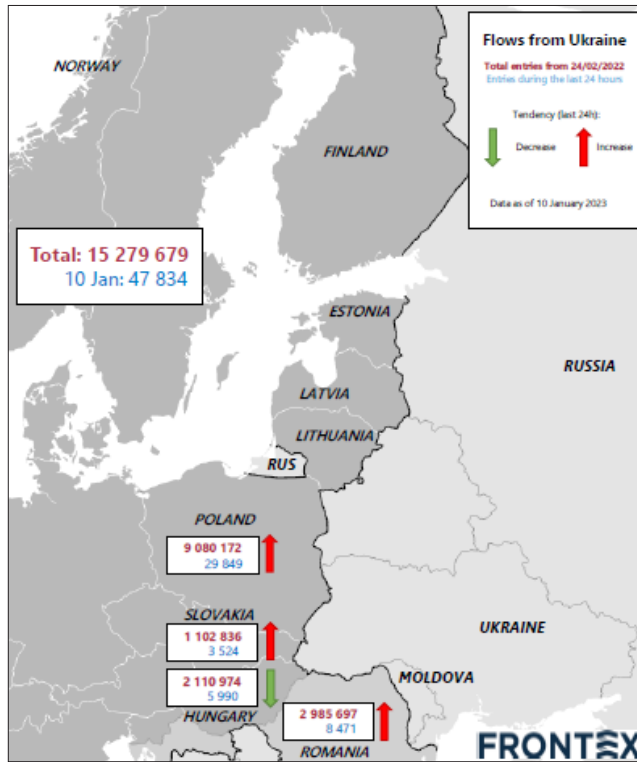 NORWAY
FINLAND
Flows from Ukraine
Total entries from 24/02/2022
Entries during the last 24 hours
Tendency (last 24h):
Decrease
Increase
Data as of 10 January 2023
Total: 15 279 679
10 Jan: 47 834
ESTONIA
RUSSIA
LATVIA
LITHUANIA
RUS
POLAND
9 080 172
29 849
SLOVAKIA
1 102 836
3 524
UKRAINE
2 110 974
5 990
HUNGARY
MOLDOVA
2 985 697
8 471
ROMANIA
FRONTEX